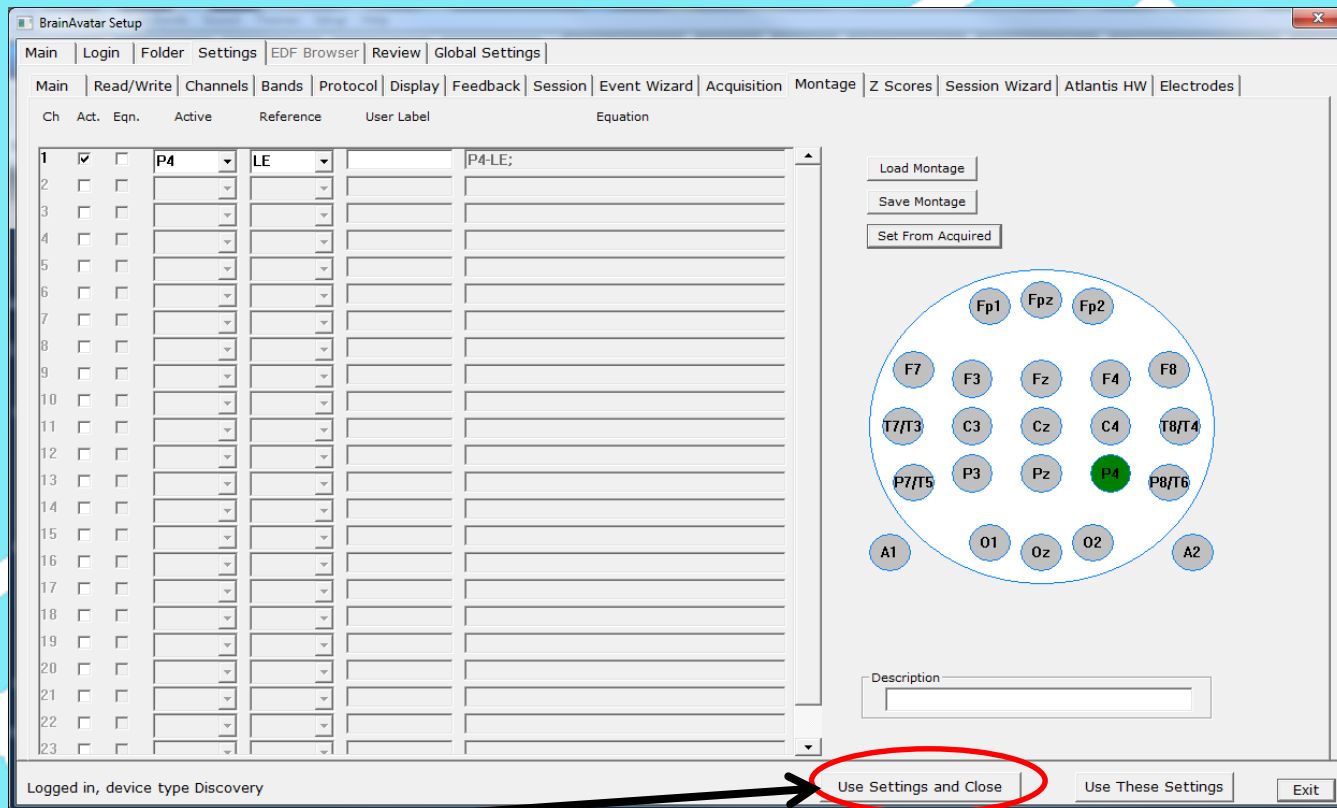 BrainAvatar Setup
Main Login Folder Settings EDF Browser Review Global Settings
Main Read/Write Channels Bands Protocol Display Feedback Session Event Wizard Acquisition Montage Z Scores Session Wizard Atlantis HW Electrodes
Ch Act. Eqn. Active Reference User Label Equation
1 P4 LE P4-LE;
2
3
4
5
6
7
8
9
10
11
12
13
14
15
16
17
18
19
20
21
22
23
Load Montage
Save Montage
Set From Acquired
Fp1 Fpz Fp2
F7 F3 Fz F4 F8
T7/T3 C3 Cz C4 T8/T4
P7/T5 P3 Pz P4 P8/T6
A1 O1 Oz O2 A2
Description
Logged in, device type Discovery
Use Settings and Close Use These Settings Exit